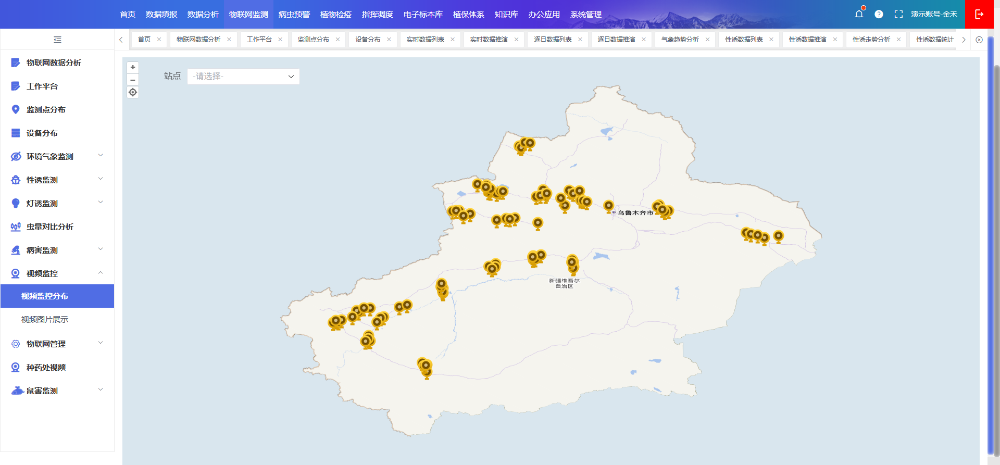 首页 数据填报 数据分析 物联网监测 病虫预警 植物检疫 指挥调度 电子标本库 植保体系 知识库 办公应用 系统管理 演示账号-金禾
首页 物联网数据分析 工作平台 监测点分布 设备分布 实时数据列表 实时数据推演 逐日数据列表 逐日数据推演 气象趋势分析 性诱数据列表 性诱数据推演 性诱走势分析 性诱数据统计
物联网数据分析
工作平台
监测点分布
设备分布
环境气象监测
性诱监测
灯诱监测
虫量对比分析
病害监测
视频监控
视频监控分布
视频图片展示
物联网管理
种药处视频
鼠害监测
+
−
站点 -请选择-
乌鲁木齐市
新疆维吾尔
自治区